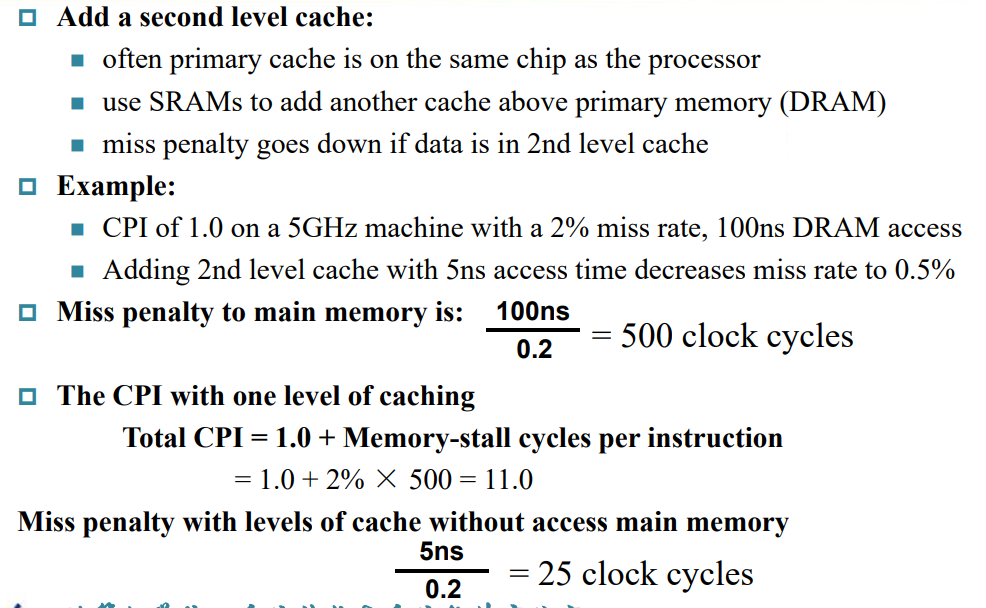 Add a second level cache:
often primary cache is on the same chip as the processor
use SRAMs to add another cache above primary memory (DRAM)
miss penalty goes down if data is in 2nd level cache
Example:
CPI of 1.0 on a 5GHz machine with a 2% miss rate, 100ns DRAM access
Adding 2nd level cache with 5ns access time decreases miss rate to 0.5%
Miss penalty to main memory is:
100ns
0.2
= 500 clock cycles
The CPI with one level of caching
Total CPI = 1.0 + Memory-stall cycles per instruction
= 1.0 + 2% × 500 = 11.0
Miss penalty with levels of cache without access main memory
5ns
0.2
= 25 clock cycles